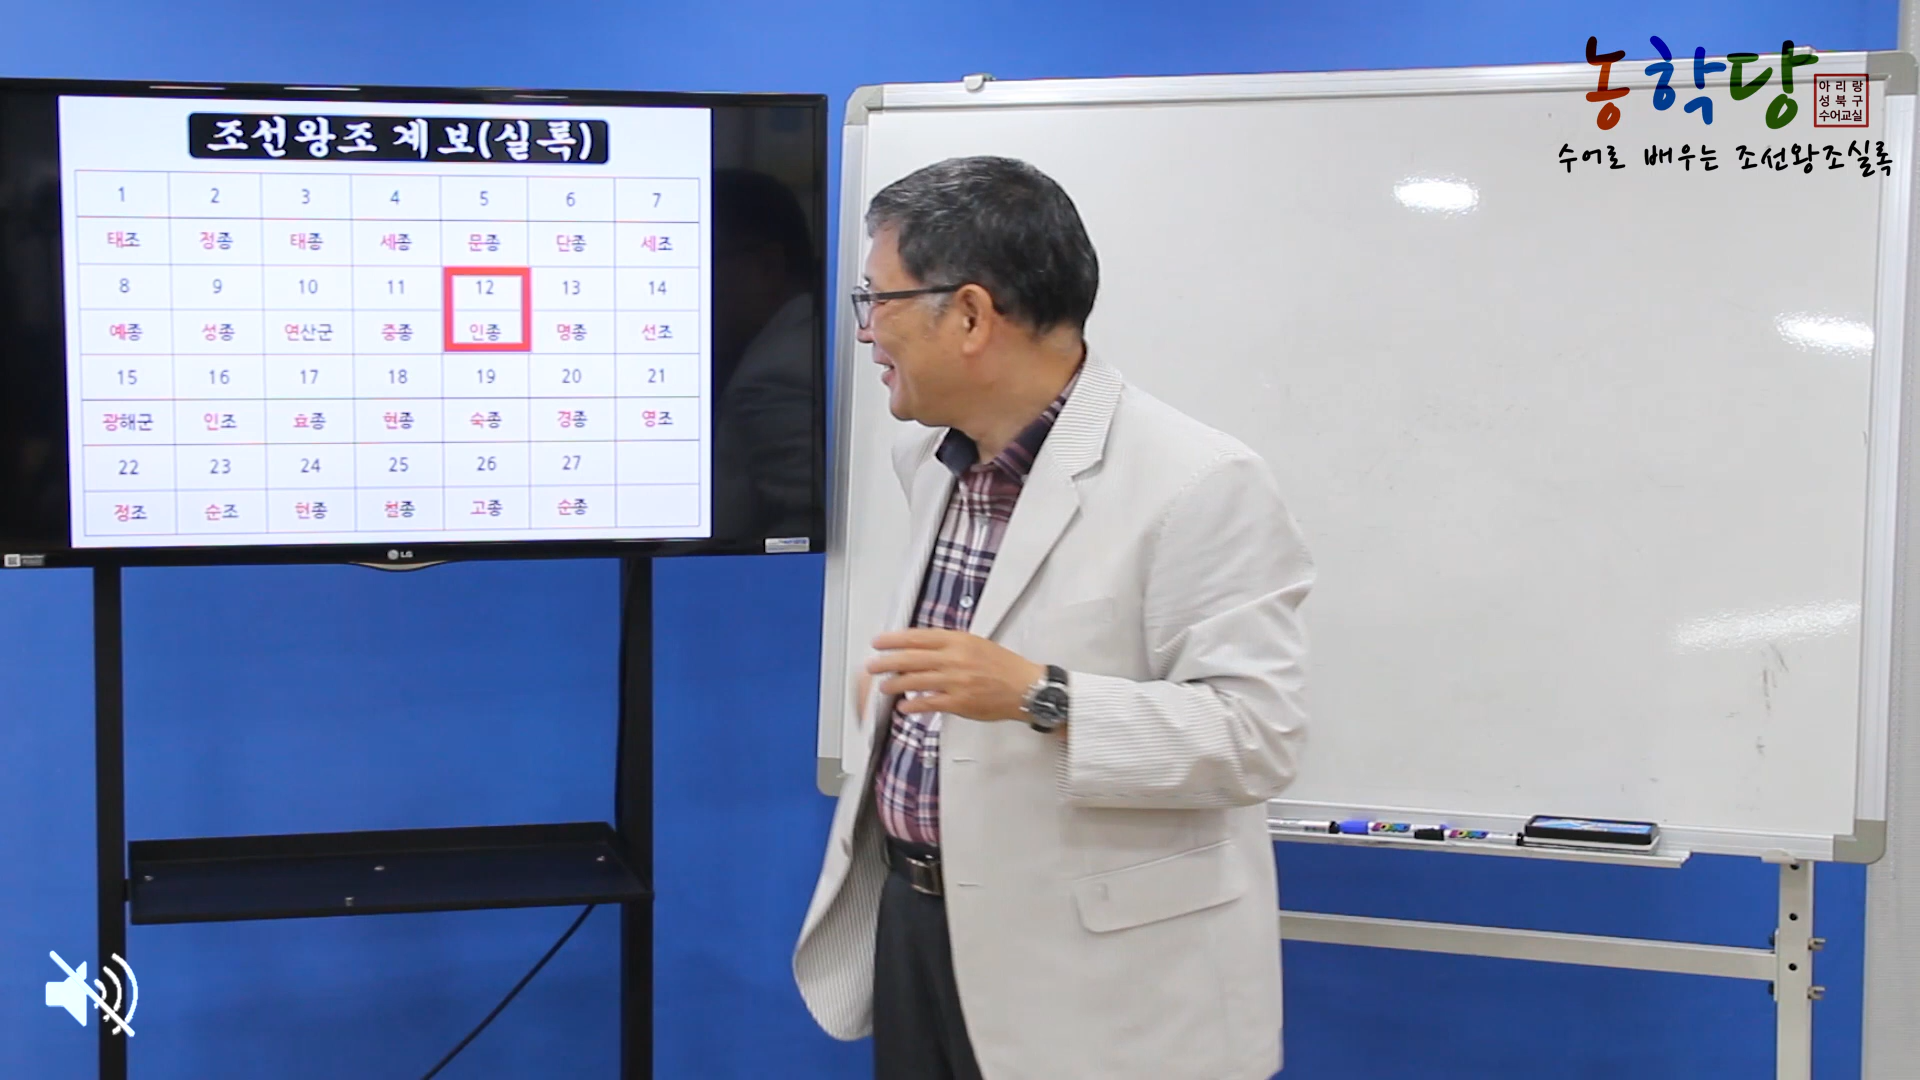 농학당
아리랑
성북구
수어교실
수어로 배우는 조선왕조실록
조선왕조 계보(실록)
1 2 3 4 5 6 7
태조 정종 태종 세종 문종 단종 세조
8 9 10 11 12 13 14
예종 성종 연산군 중종 인종 명종 선조
15 16 17 18 19 20 21
광해군 인조 효종 현종 숙종 경종 영조
22 23 24 25 26 27
정조 순조 헌종 철종 고종 순종
LG